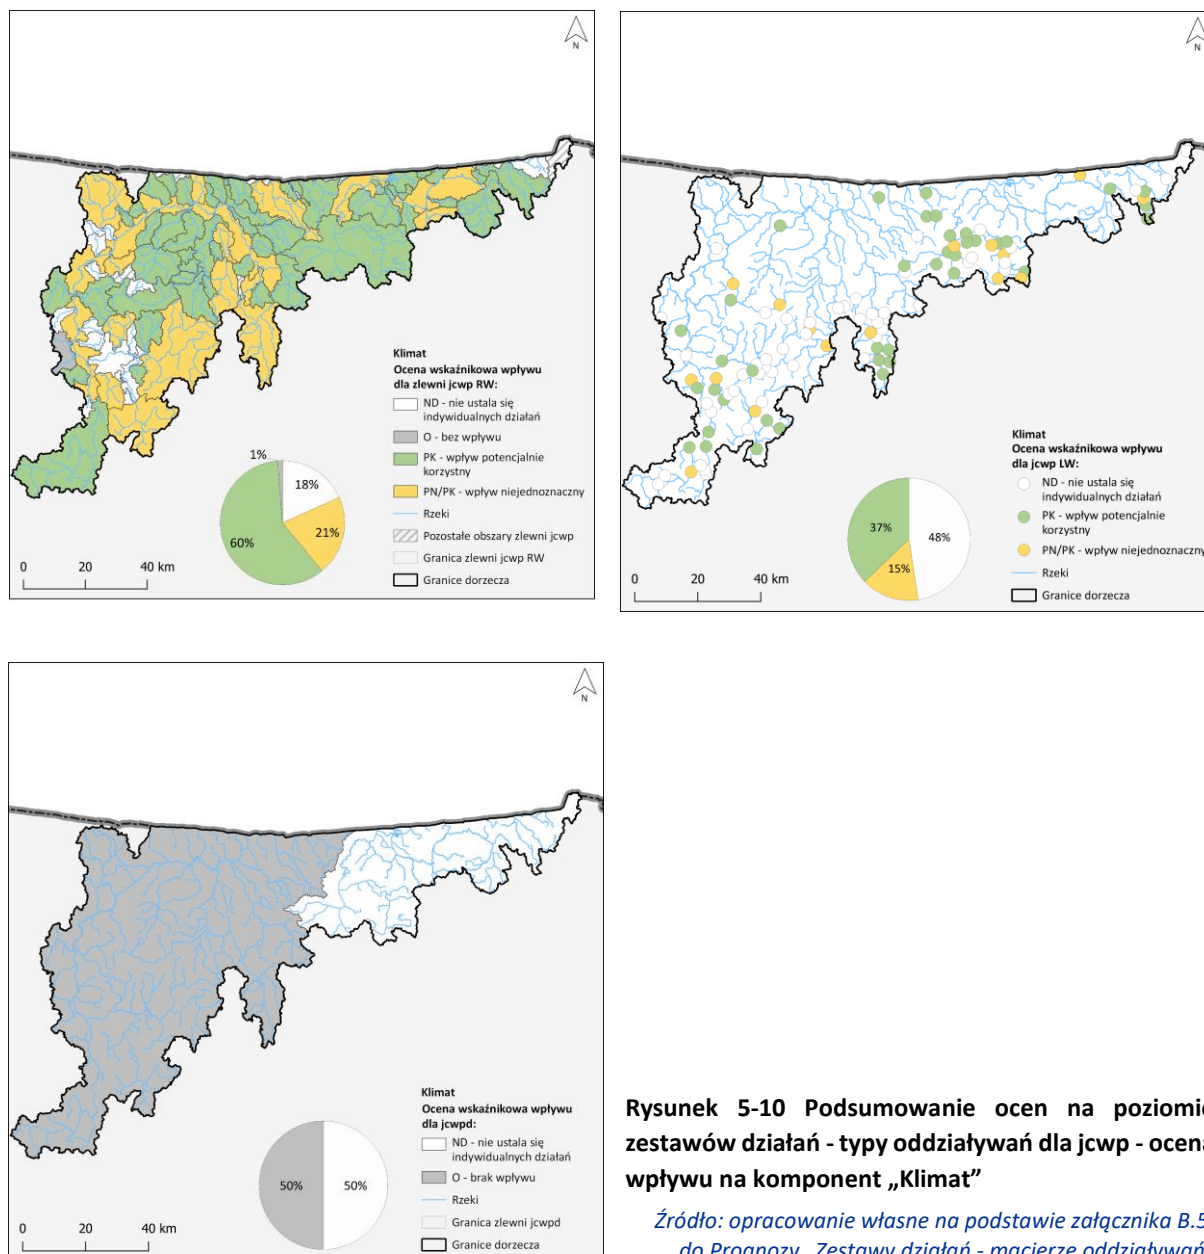 N
Klimat
Ocena wskaźnikowa wpływu
dla zlewni jcwp RW:
ND - nie ustala się
indywidualnych działań
O - bez wpływu
PK - wpływ potencjalnie
korzystny
PN/PK - wpływ niejednoznaczny
Rzeki
Pozostałe obszary zlewni jcwp
Granica zlewni jcwp RW
Granice dorzecza
1%
18%
21%
60%
0 20 40 km
N
Klimat
Ocena wskaźnikowa wpływu
dla jcwp LW:
ND - nie ustala się
indywidualnych działań
PK - wpływ potencjalnie
korzystny
PN/PK - wpływ niejednoznaczny
Rzeki
Granice dorzecza
37%
48%
15%
0 20 40 km
N
Klimat
Ocena wskaźnikowa wpływu
dla jcwpd:
ND - nie ustala się
indywidualnych działań
O - brak wpływu
Rzeki
Granica zlewni jcwpd
Granice dorzecza
50% 50%
0 20 40 km
Rysunek 5-10 Podsumowanie ocen na poziomie
zestawów działań - typy oddziaływań dla jcwp - ocena
wpływu na komponent „Klimat”
Źródło: opracowanie własne na podstawie załącznika B.5
do Prognozy „Zestawy działań - macierze oddziaływań